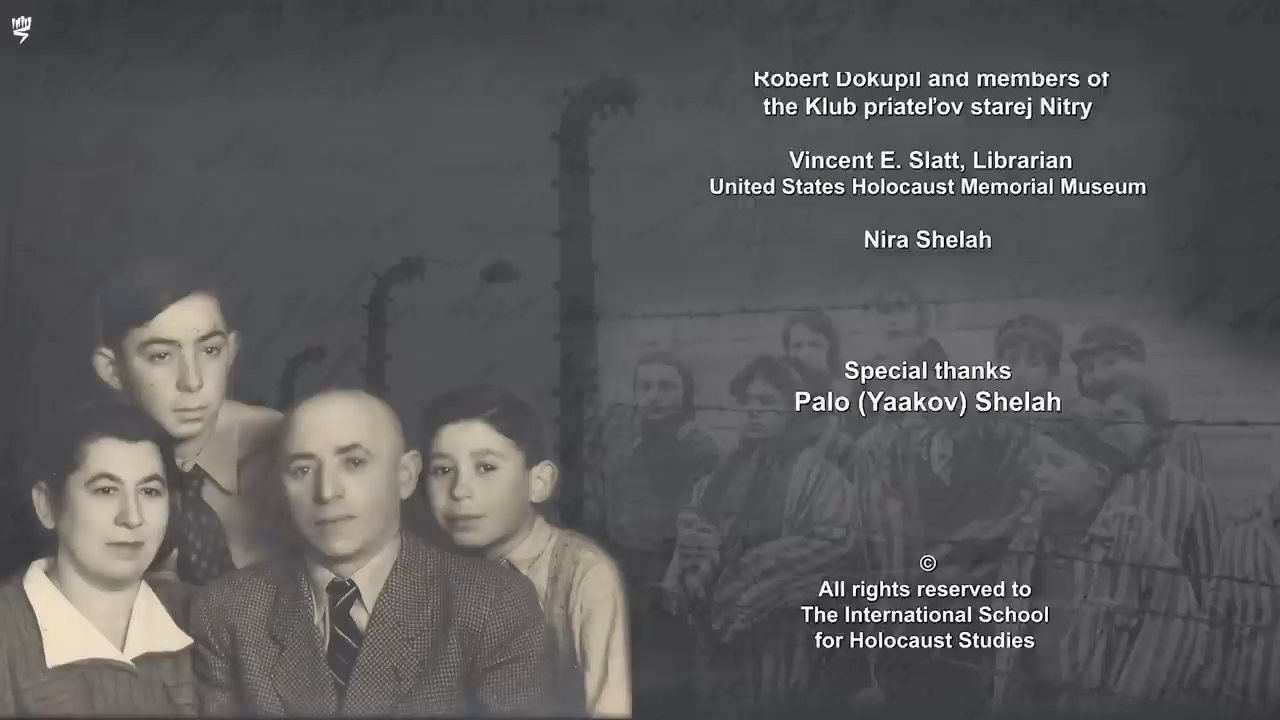 Robert Dokupil and members of
the Klub priateľov starej Nitry
Vincent E. Slatt, Librarian
United States Holocaust Memorial Museum
Nira Shelah
Special thanks
Palo (Yaakov) Shelah
©
All rights reserved to
The International School
for Holocaust Studies